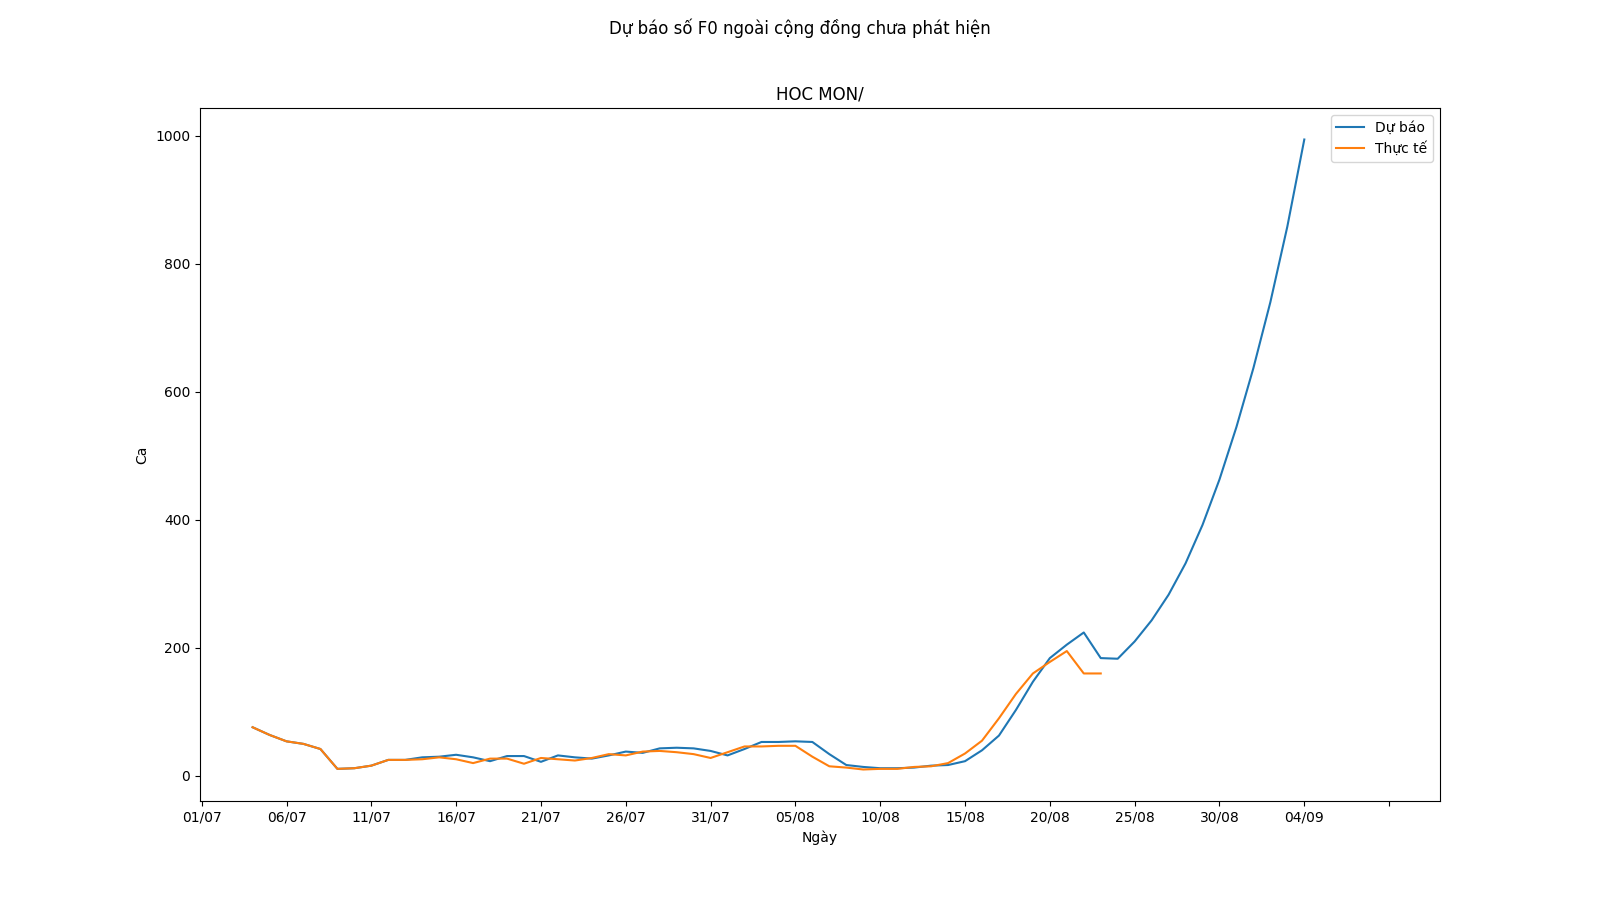 Dự báo số F0 ngoài cộng đồng chưa phát hiện
HOC MON/
Dự báo
Thực tế
1000
800
600
400
200
0
Ca
01/07 06/07 11/07 16/07 21/07 26/07 31/07 05/08 10/08 15/08 20/08 25/08 30/08 04/09
Ngày